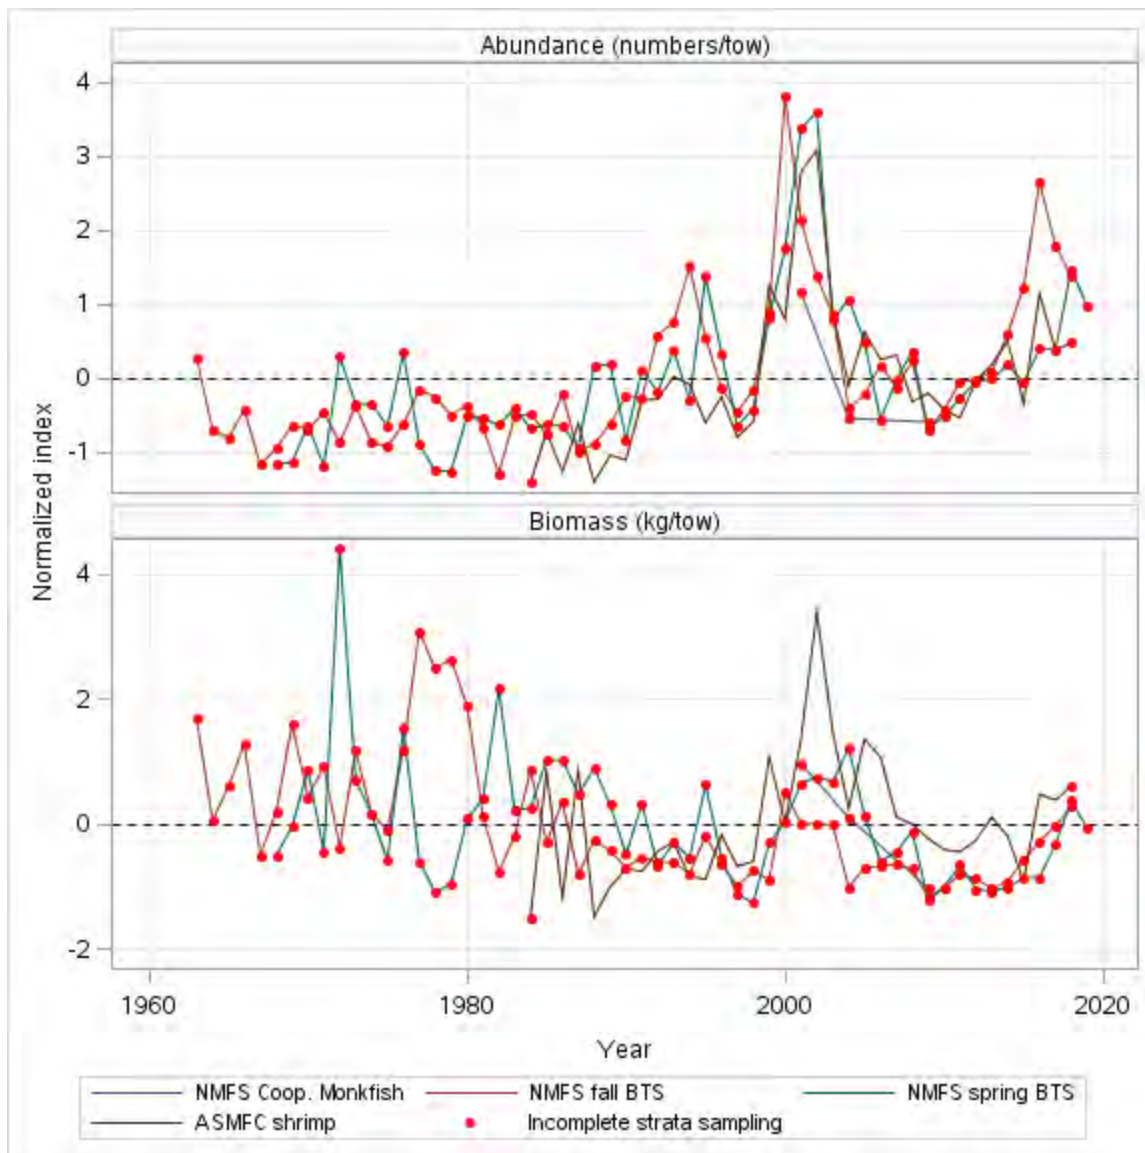 Abundance (numbers/tow)
4
3
2
1
0
-1
Normalized index
Biomass (kg/tow)
4
2
0
-2
1960 1980 2000 2020
Year
NMFS Coop. Monkfish NMFS fall BTS NMFS spring BTS
ASMFC shrimp Incomplete strata sampling